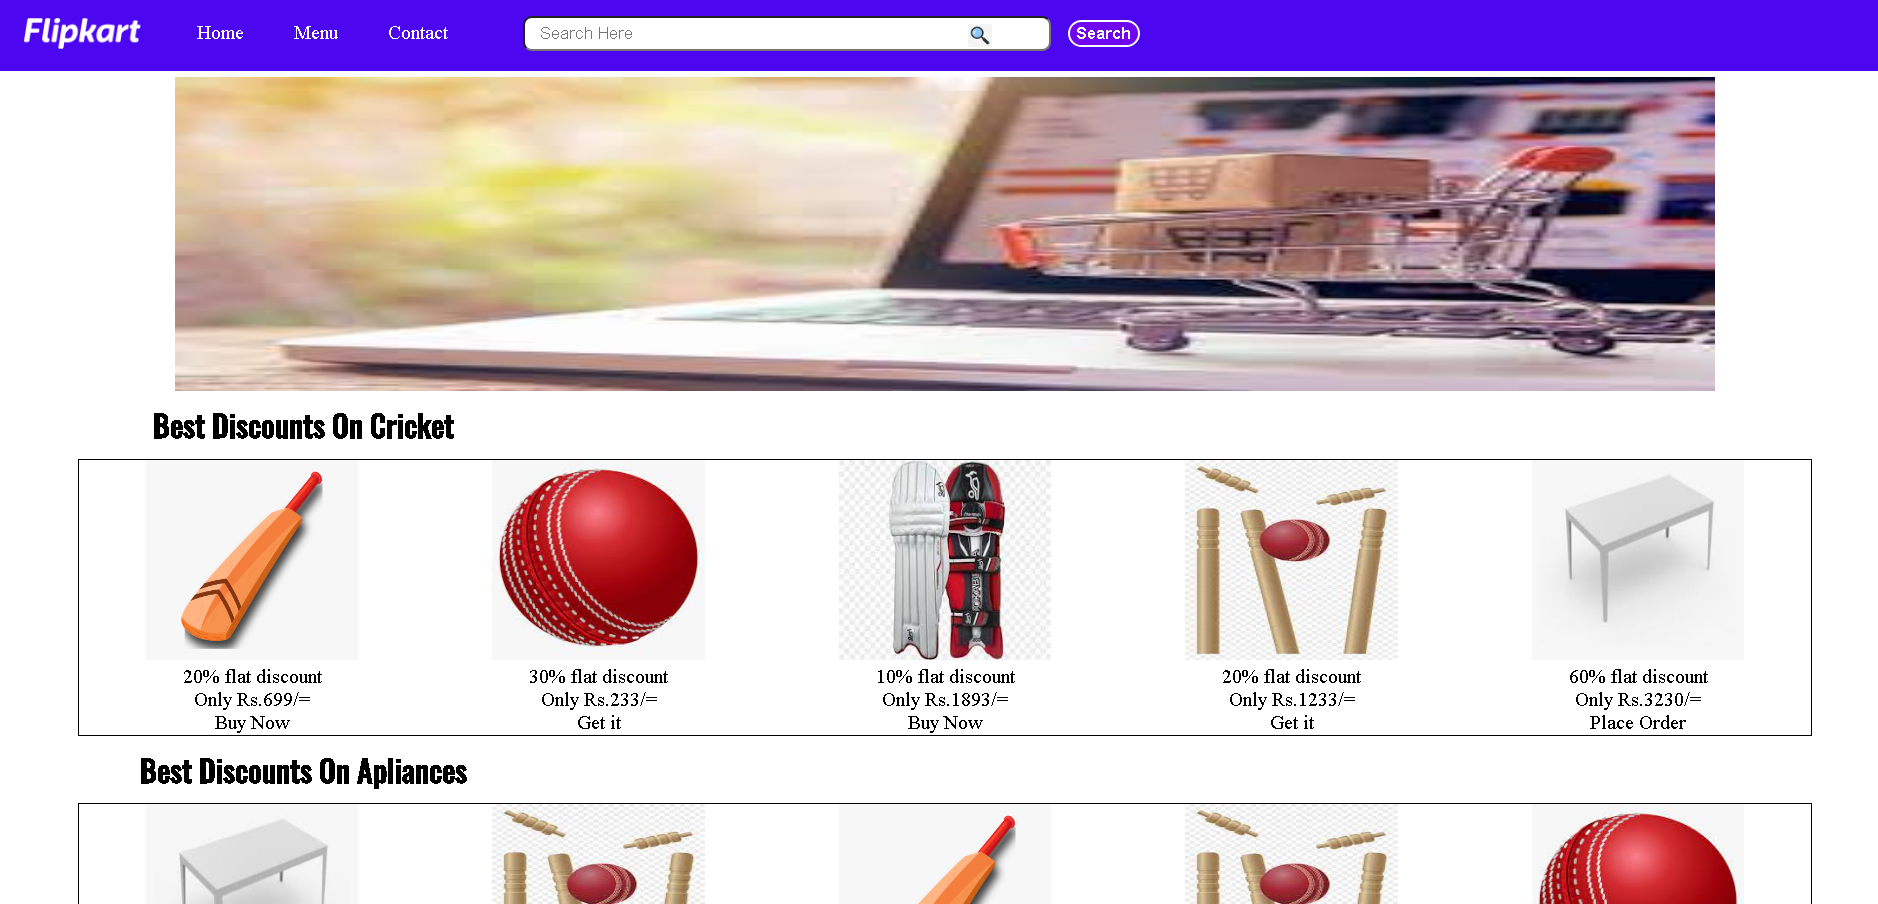 Flipkart Home Menu Contact Search Here Search
Best Discounts On Cricket
20% flat discount 30% flat discount 10% flat discount 20% flat discount 60% flat discount
Only Rs.699/= Only Rs.233/= Only Rs.1893/= Only Rs.1233/= Only Rs.3230/=
Buy Now Get it Buy Now Get it Place Order
Best Discounts On Apliances